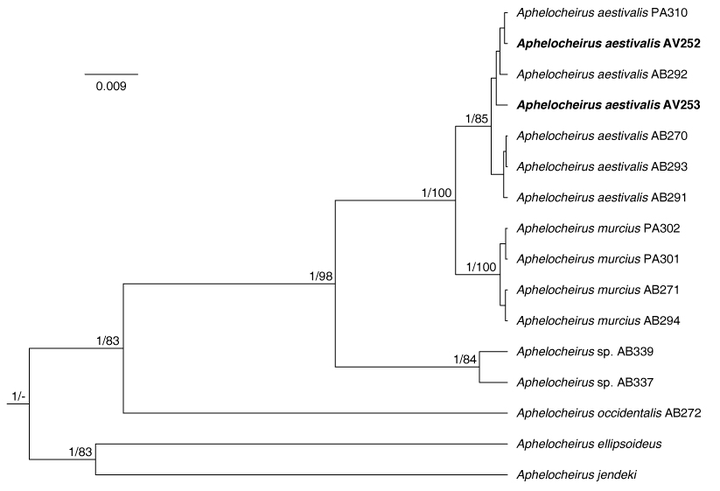 Aphelocheirus aestivalis PA310
Aphelocheirus aestivalis AV252
0.009
Aphelocheirus aestivalis AB292
Aphelocheirus aestivalis AV253
1/85
Aphelocheirus aestivalis AB270
Aphelocheirus aestivalis AB293
1/100
Aphelocheirus aestivalis AB291
Aphelocheirus murcius PA302
1/100
Aphelocheirus murcius PA301
1/98
Aphelocheirus murcius AB271
Aphelocheirus murcius AB294
1/83
Aphelocheirus sp. AB339
1/84
Aphelocheirus sp. AB337
1/-
Aphelocheirus occidentalis AB272
Aphelocheirus ellipsoideus
1/83
Aphelocheirus jendeki